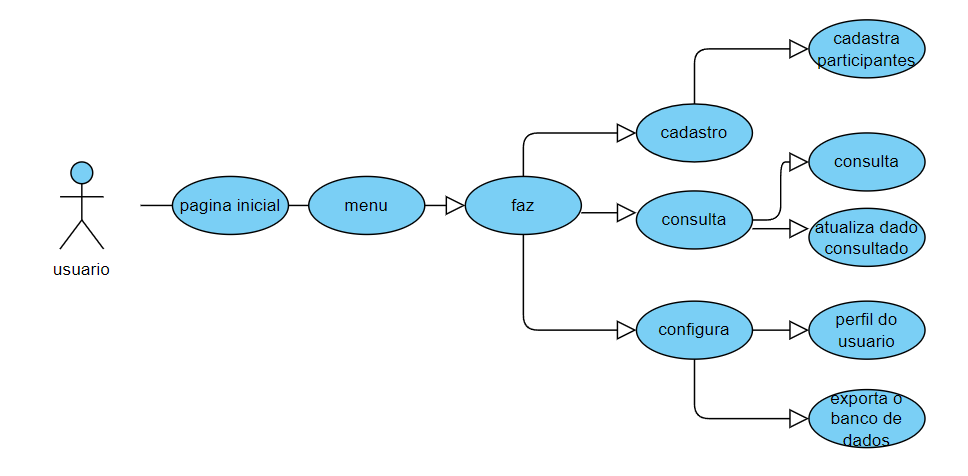 usuario
pagina inicial
menu
faz
cadastro
cadastra
participantes
consulta
consulta
atualiza dado
consultado
configura
perfil do
usuario
exporta o
banco de
dados